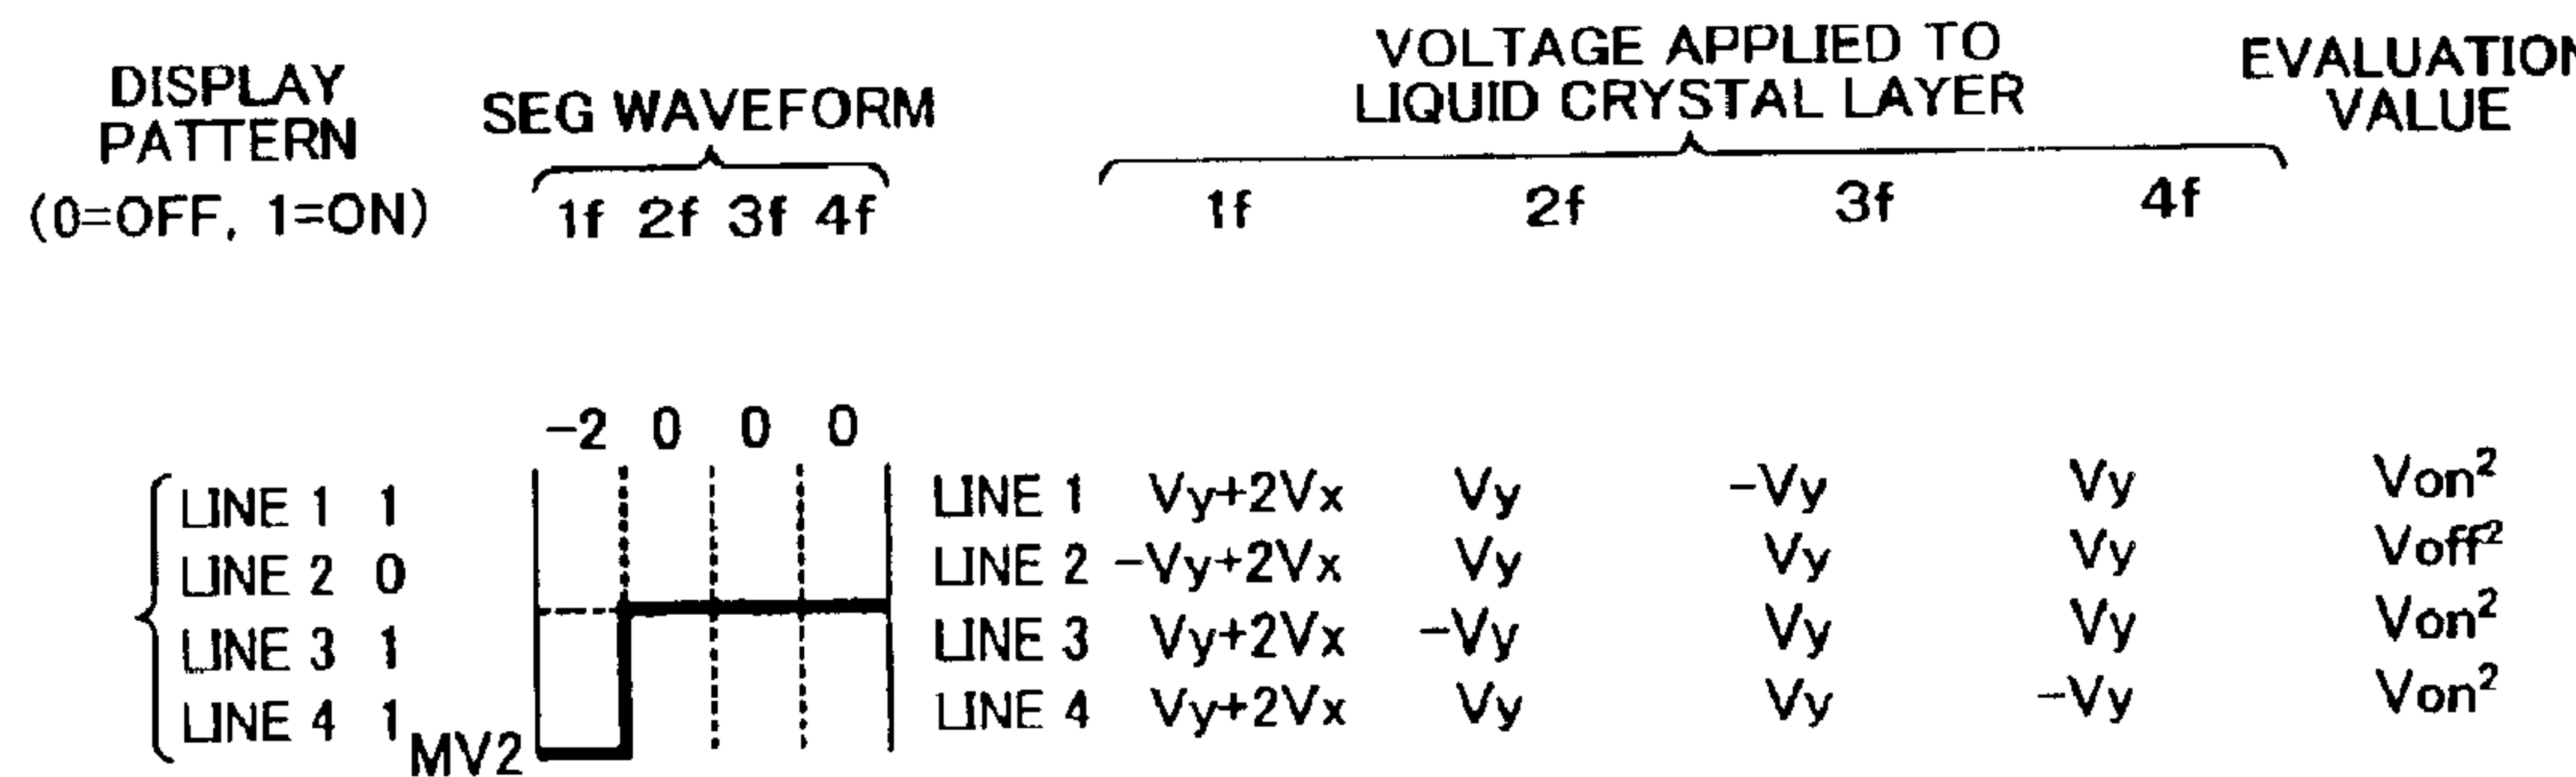 DISPLAY
PATTERN
(0=OFF, 1=ON)
SEG WAVEFORM
1f 2f 3f 4f
VOLTAGE APPLIED TO
LIQUID CRYSTAL LAYER
1f 2f 3f 4f
EVALUATION
VALUE
-2 0 0 0
LINE 1 1
LINE 2 0
LINE 3 1
LINE 4 1
MV2
LINE 1 Vy+2Vx Vy -Vy Vy Von²
LINE 2 -Vy+2Vx Vy Vy Vy Voff²
LINE 3 Vy+2Vx -Vy Vy Vy Von²
LINE 4 Vy+2Vx Vy Vy -Vy Von²